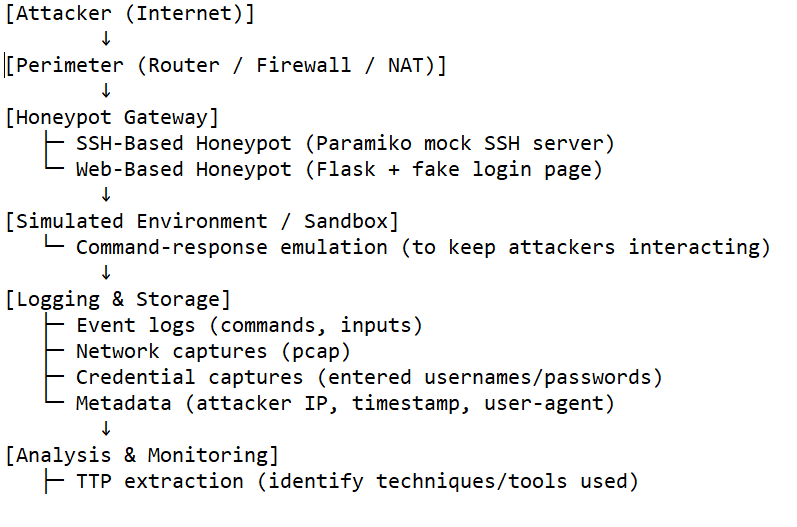 [Attacker (Internet)]
↓
[Perimeter (Router / Firewall / NAT)]
↓
[Honeypot Gateway]
├─ SSH-Based Honeypot (Paramiko mock SSH server)
└─ Web-Based Honeypot (Flask + fake login page)
↓
[Simulated Environment / Sandbox]
└─ Command-response emulation (to keep attackers interacting)
↓
[Logging & Storage]
├─ Event logs (commands, inputs)
├─ Network captures (pcap)
├─ Credential captures (entered usernames/passwords)
└─ Metadata (attacker IP, timestamp, user-agent)
↓
[Analysis & Monitoring]
├─ TTP extraction (identify techniques/tools used)